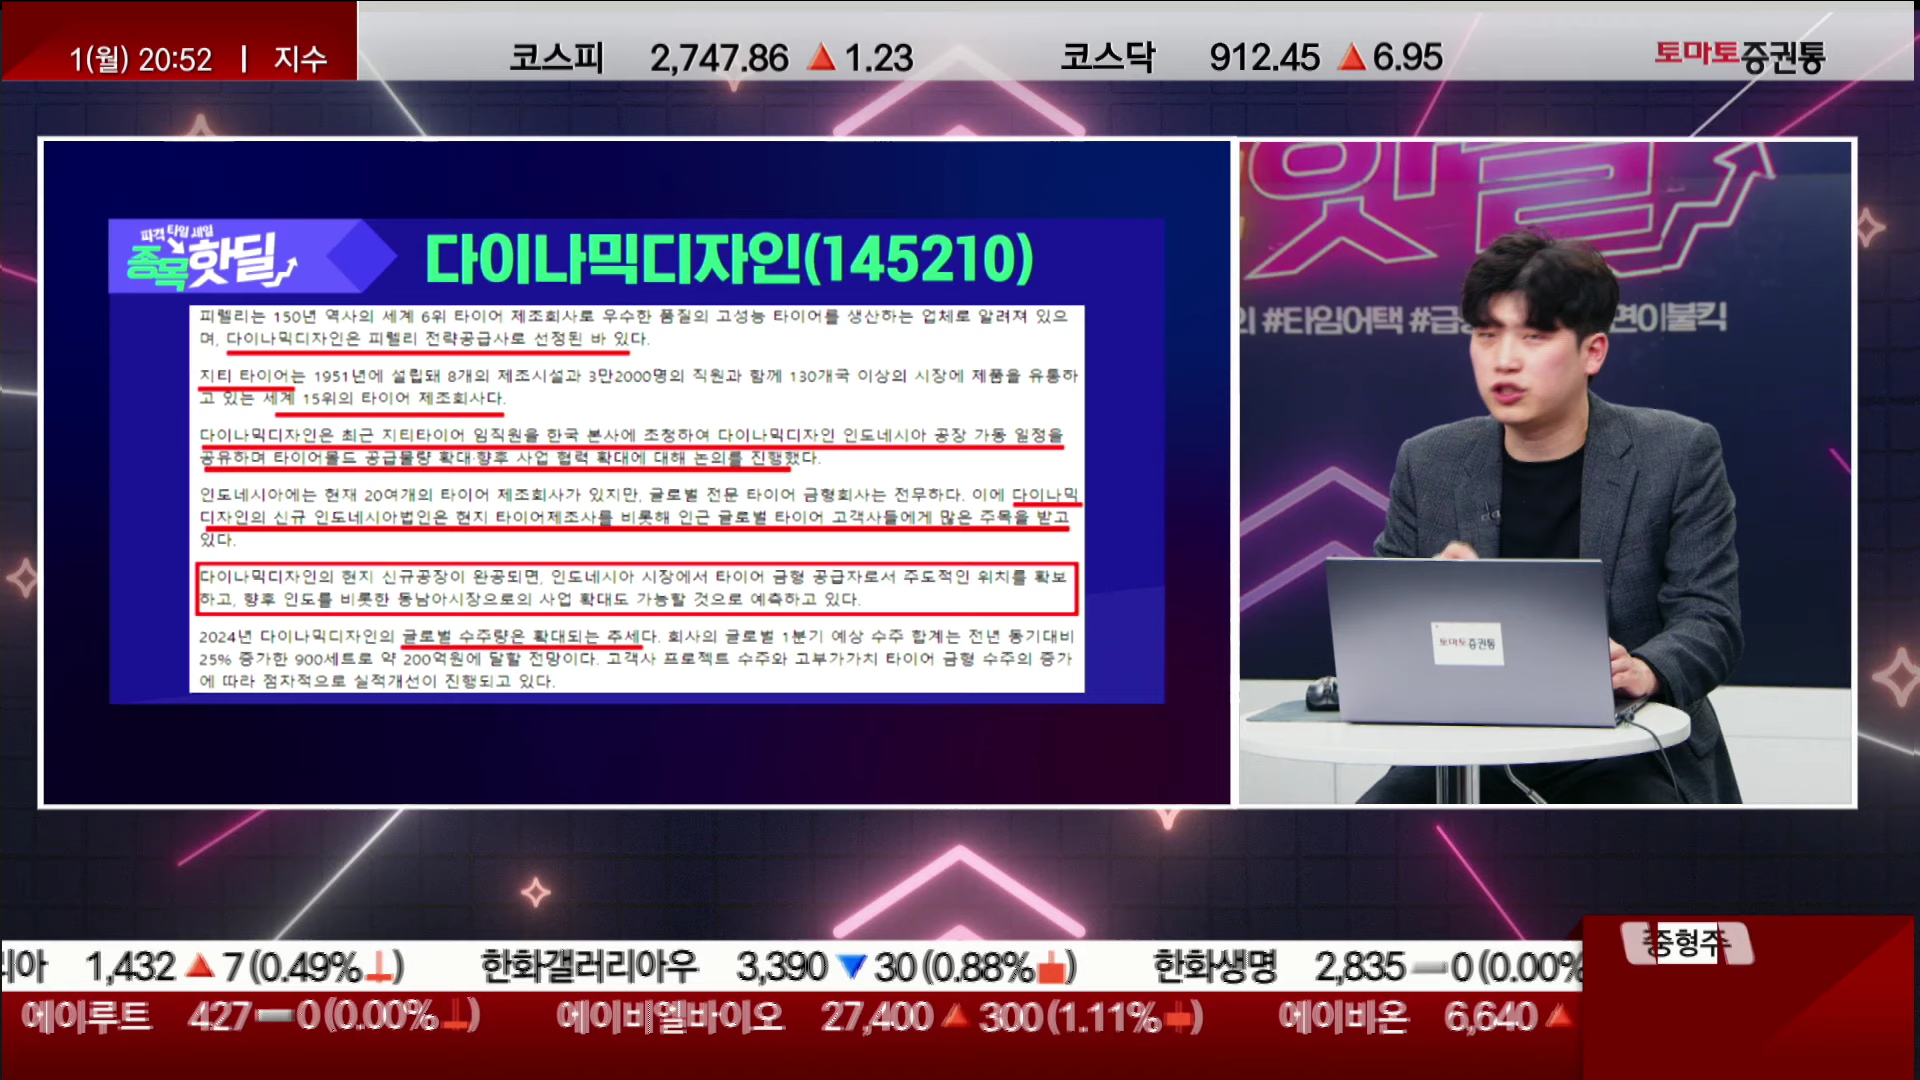 1(월) 20:52 | 지수
코스피 2,747.86 ▲ 1.23
코스닥 912.45 ▲ 6.95
토마토증권통
파격 타임 세일
종목핫딜
다이나믹디자인(145210)
피렐리는 150년 역사의 세계 6위 타이어 제조회사로 우수한 품질의 고성능 타이어를 생산하는 업체로 알려져 있으
며, 다이나믹디자인은 피렐리 전략공급사로 선정된 바 있다.
지티 타이어는 1951년에 설립돼 8개의 제조시설과 3만2000명의 직원과 함께 130개국 이상의 시장에 제품을 유통하
고 있는 세계 15위의 타이어 제조회사다.
다이나믹디자인은 최근 지티타이어 임직원을 한국 본사에 초청하여 다이나믹디자인 인도네시아 공장 가동 일정을
공유하며 타이어몰드 공급물량 확대·향후 사업 협력 확대에 대해 논의를 진행했다.
인도네시아에는 현재 20여개의 타이어 제조회사가 있지만, 글로벌 전문 타이어 금형회사는 전무하다. 이에 다이나믹
디자인의 신규 인도네시아법인은 현지 타이어제조사를 비롯해 인근 글로벌 타이어 고객사들에게 많은 주목을 받고
있다.
다이나믹디자인의 현지 신규공장이 완공되면, 인도네시아 시장에서 타이어 금형 공급자로서 주도적인 위치를 확보
하고, 향후 인도를 비롯한 동남아시장으로의 사업 확대도 가능할 것으로 예측하고 있다.
2024년 다이나믹디자인의 글로벌 수주량은 확대되는 추세다. 회사의 글로벌 1분기 예상 수주 합계는 전년 동기대비
25% 증가한 900세트로 약 200억원에 달할 전망이다. 고객사 프로젝트 수주와 고부가가치 타이어 금형 수주의 증가
에 따라 점차적으로 실적개선이 진행되고 있다.
핫딜
#타임어택 #급 면이불킥
토마토증권통
리아 1,432 ▲ 7 (0.49%) 한화갤러리아우 3,390 ▼ 30 (0.88%) 한화생명 2,835 0 (0.00%
중형주
에이루트 427 0 (0.00%) 에이비엘바이오 27,400 ▲ 300 (1.11%) 에이비온 6,640 ▲